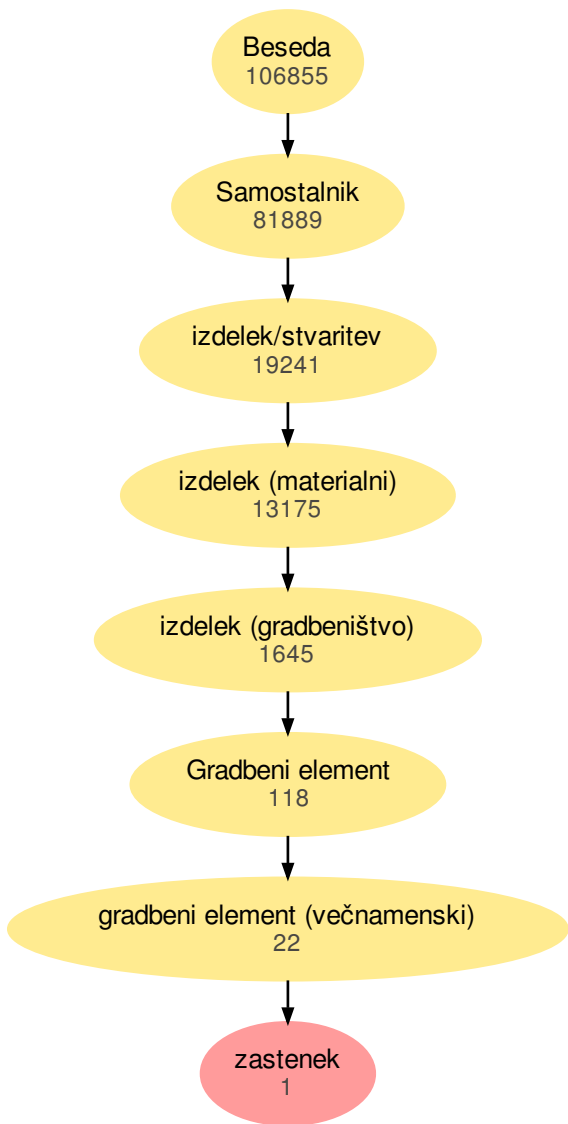 Beseda
106855
Samostalnik
81889
izdelek/stvaritev
19241
izdelek (materialni)
13175
izdelek (gradbeništvo)
1645
Gradbeni element
118
gradbeni element (večnamenski)
22
zastenek
1